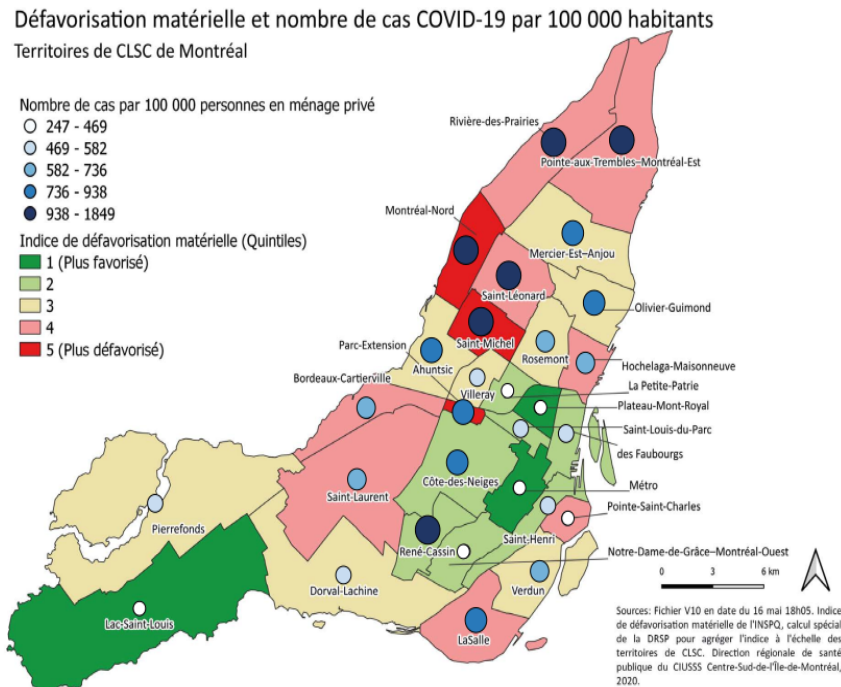 Défavorisation matérielle et nombre de cas COVID-19 par 100 000 habitants
Territoires de CLSC de Montréal
Nombre de cas par 100 000 personnes en ménage privé
247 - 469
469 - 582
582 - 736
736 - 938
938 - 1849
Indice de défavorisation matérielle (Quintiles)
1 (Plus favorisé)
2
3
4
5 (Plus défavorisé)
Rivière-des-Prairies
Pointe-aux-Trembles–Montréal-Est
Montréal-Nord
Mercier-Est–Anjou
Saint-Léonard
Olivier-Guimond
Saint-Michel
Parc-Extension
Ahuntsic
Rosemont
Hochelaga-Maisonneuve
Bordeaux-Cartierville
Villeray
La Petite-Patrie
Plateau-Mont-Royal
Saint-Louis-du-Parc
des Faubourgs
Côte-des-Neiges
Métro
Saint-Laurent
Pointe-Saint-Charles
Pierrefonds
René-Cassin
Saint-Henri
Notre-Dame-de-Grâce–Montréal-Ouest
Dorval-Lachine
Verdun
0 3 6 km
Lac-Saint-Louis
LaSalle
Sources: Fichier V10 en date du 16 mai 18h05. Indice
de défavorisation matérielle de l'INSPQ, calcul spécial
de la DRSP pour agréger l'indice à l'échelle des
territoires de CLSC. Direction régionale de santé
publique du CIUSSS Centre-Sud-de-l'Île-de-Montréal,
2020.